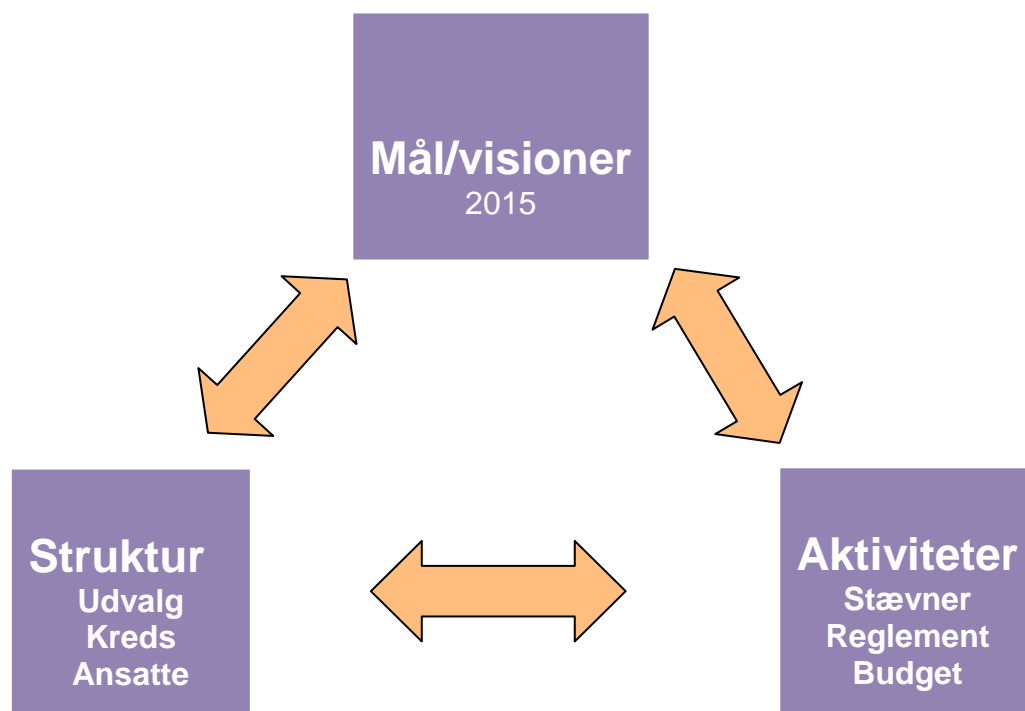 Mål/visioner
2015
Struktur
Udvalg
Kreds
Ansatte
Aktiviteter
Stævner
Reglement
Budget